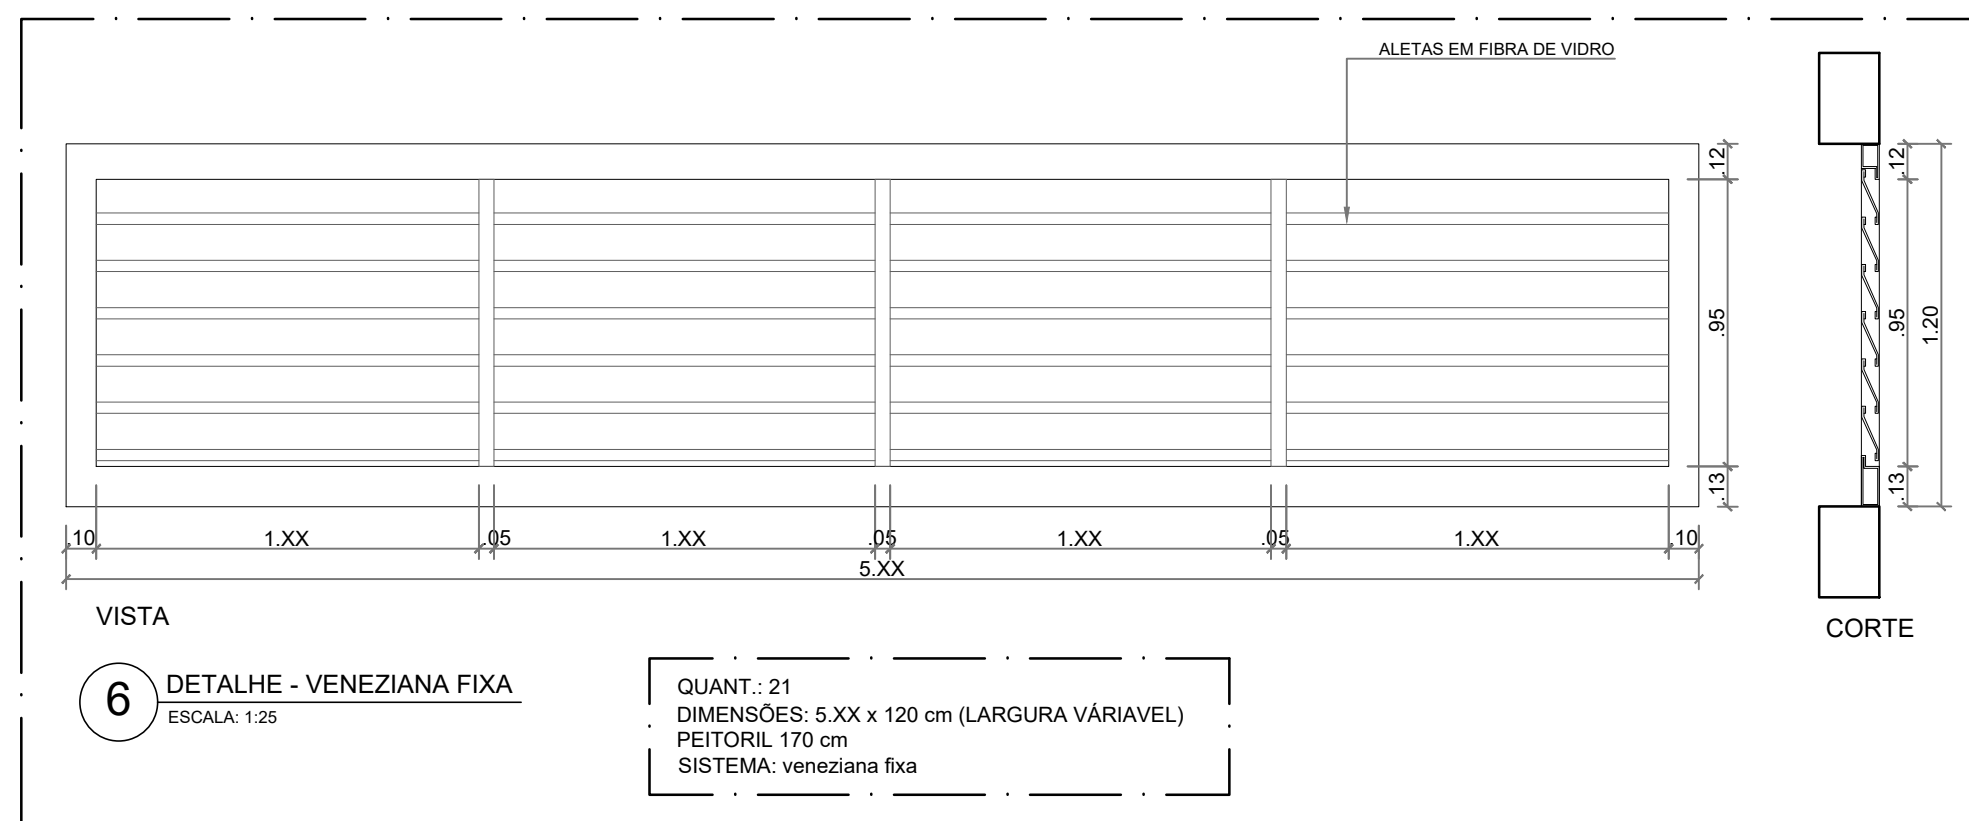 ALETAS EM FIBRA DE VIDRO
.12
.95
.13
.12
.95
1.20
.13
.10
1.XX
.05
1.XX
.05
1.XX
.05
1.XX
.10
5.XX
VISTA
CORTE
6
DETALHE - VENEZIANA FIXA
ESCALA: 1:25
QUANT.: 21
DIMENSÕES: 5.XX x 120 cm (LARGURA VÁRIAVEL)
PEITORIL 170 cm
SISTEMA: veneziana fixa